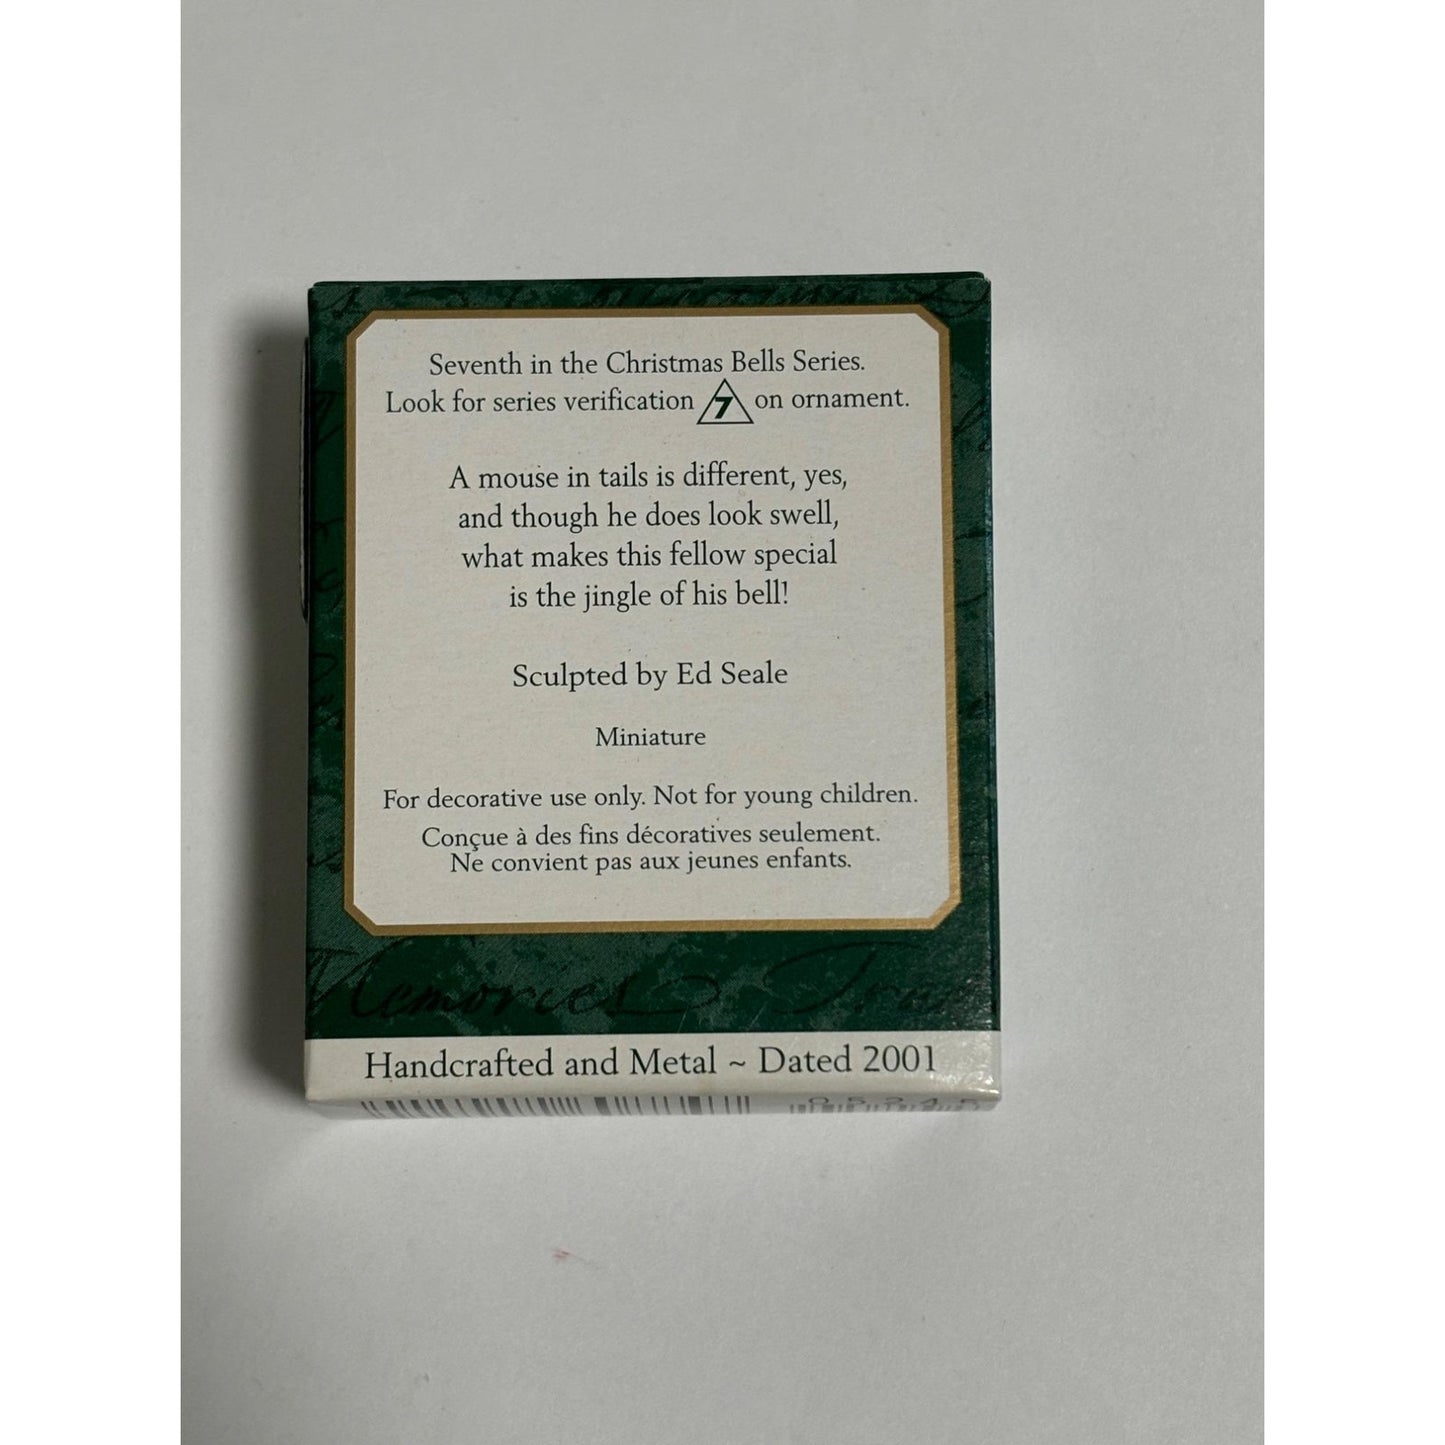 Seventh in the Christmas Bells Series.
Look for series verification 7 on ornament.
A mouse in tails is different, yes,
and though he does look swell,
what makes this fellow special
is the jingle of his bell!
Sculpted by Ed Seale
Miniature
For decorative use only. Not for young children.
Conçue à des fins décoratives seulement.
Ne convient pas aux jeunes enfants.
Memories
Handcrafted and Metal ~ Dated 2001